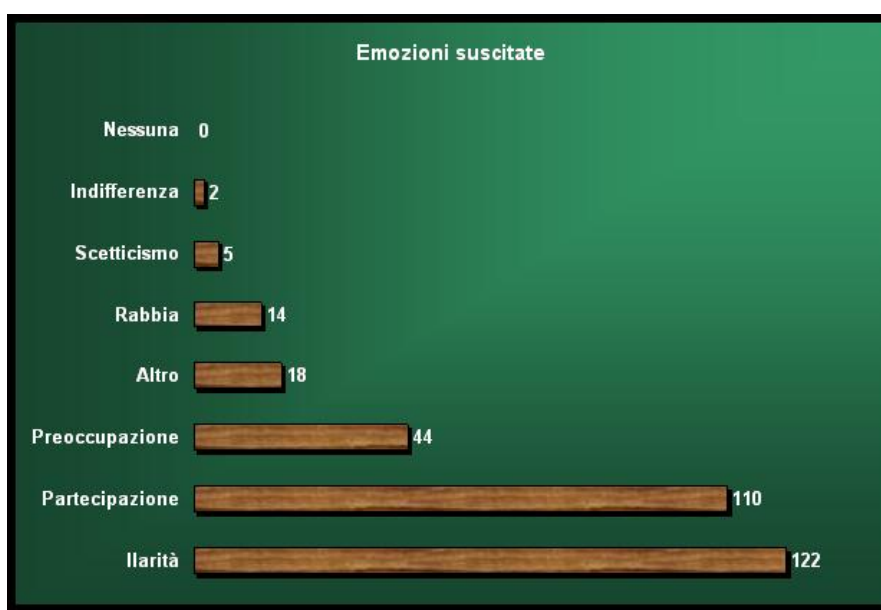 Emozioni suscitate
Nessuna 0
Indifferenza 2
Scetticismo 5
Rabbia 14
Altro 18
Preoccupazione 44
Partecipazione 110
Ilarità 122